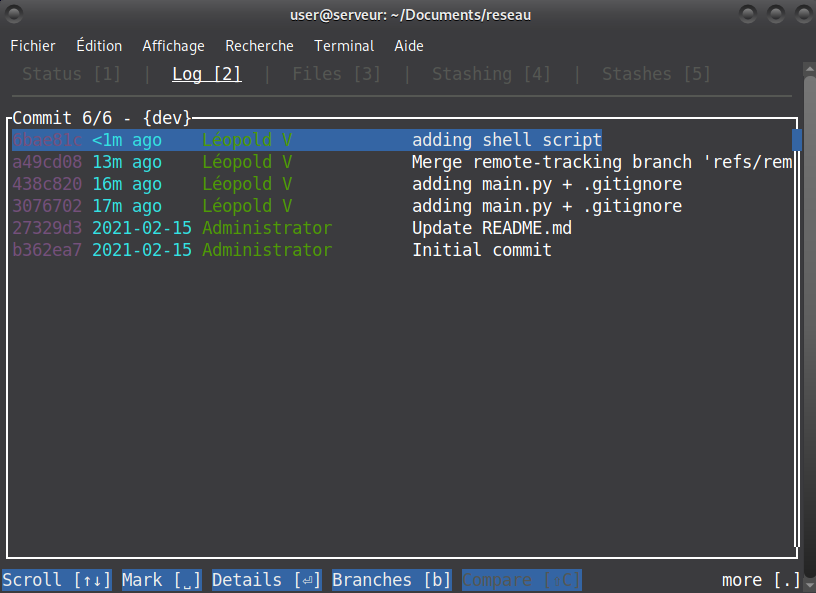 user@serveur: ~/Documents/reseau
Fichier Édition Affichage Recherche Terminal Aide
Status [1] | Log [2] | Files [3] | Stashing [4] | Stashes [5]
Commit 6/6 - {dev}
<1m ago Léopold V adding shell script
a49cd08 13m ago Léopold V Merge remote-tracking branch 'refs/rem
438c820 16m ago Léopold V adding main.py + .gitignore
3076702 17m ago Léopold V adding main.py + .gitignore
27329d3 2021-02-15 Administrator Update README.md
b362ea7 2021-02-15 Administrator Initial commit
Scroll [↑↓] Mark [˽] Details [⏎] Branches [b] Compare [⇧C] more [.]